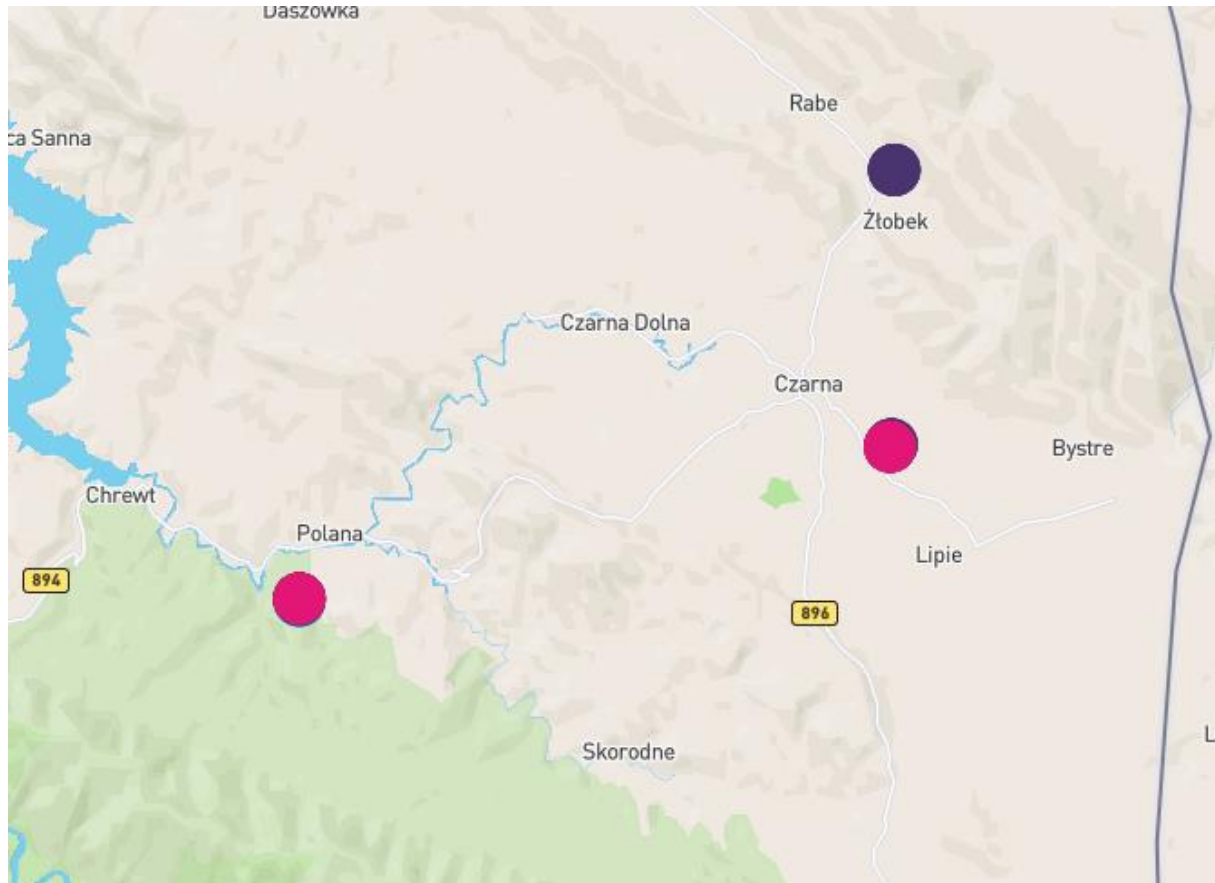 Daszówka
Rabe
ca Sanna
Żłobek
Czarna Dolna
Czarna
Bystre
Chrewt
Polana
Lipie
894
896
Skorodne
L